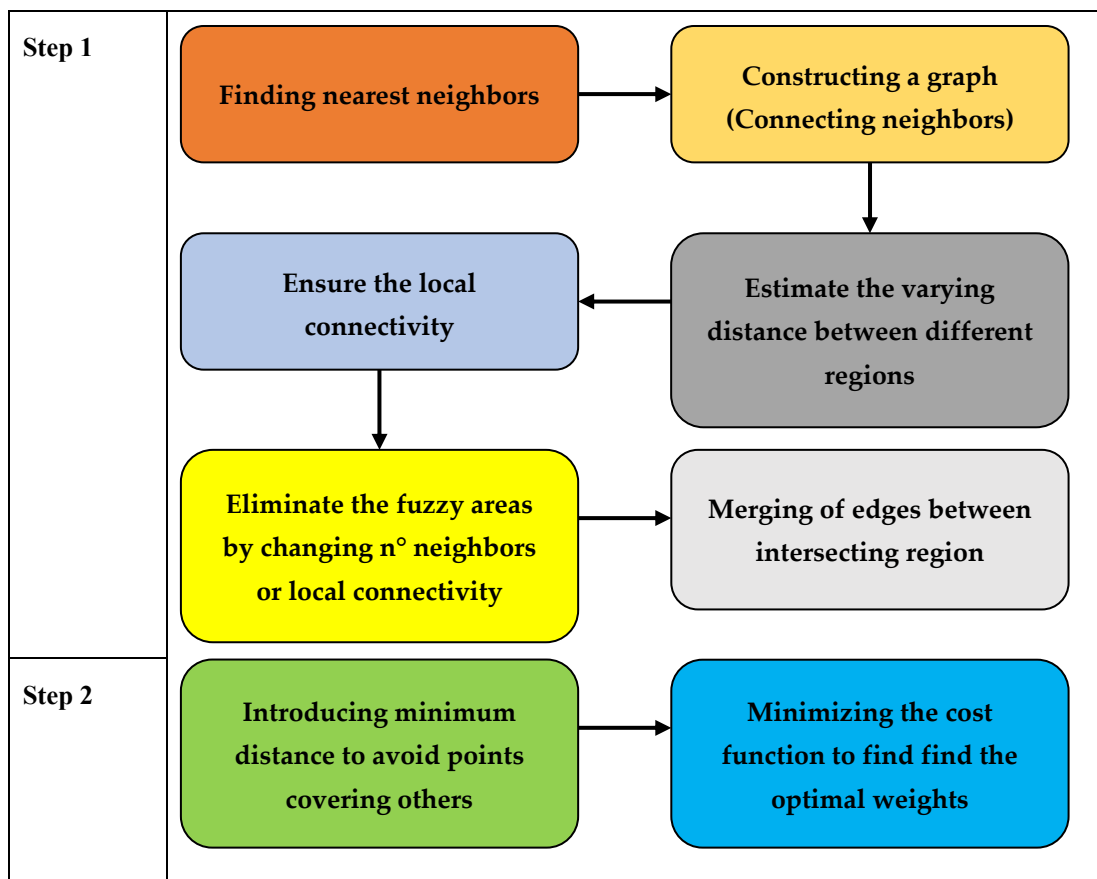 Step 1
Finding nearest neighbors
Constructing a graph
(Connecting neighbors)
Ensure the local
connectivity
Estimate the varying
distance between different
regions
Eliminate the fuzzy areas
by changing n° neighbors
or local connectivity
Merging of edges between
intersecting region
Step 2
Introducing minimum
distance to avoid points
covering others
Minimizing the cost
function to find find the
optimal weights